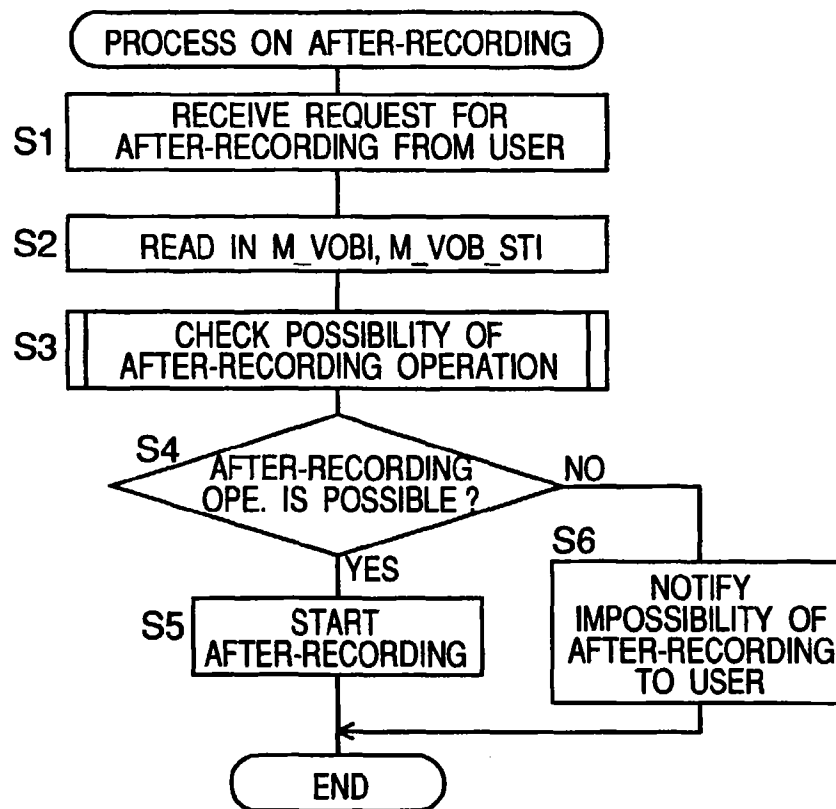 PROCESS ON AFTER-RECORDING
S1
RECEIVE REQUEST FOR
AFTER-RECORDING FROM USER
S2
READ IN M_VOBI, M_VOB_STI
S3
CHECK POSSIBILITY OF
AFTER-RECORDING OPERATION
S4
AFTER-RECORDING
OPE. IS POSSIBLE ?
NO
YES
S5
START
AFTER-RECORDING
S6
NOTIFY
IMPOSSIBILITY OF
AFTER-RECORDING
TO USER
END